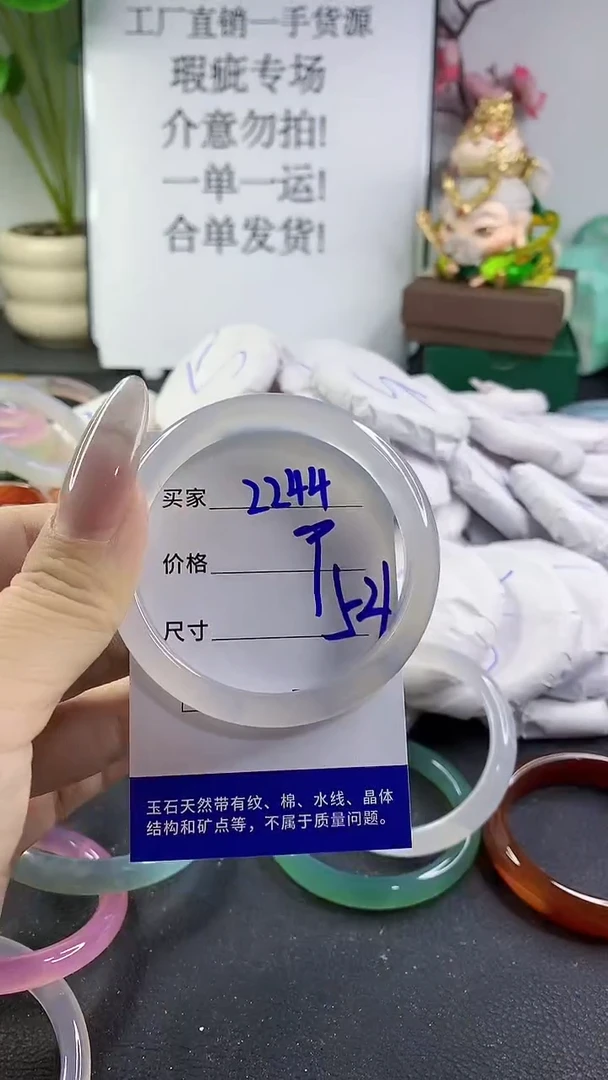 工厂直销一手货源
瑕疵专场
介意勿拍!
一单一运!
合单发货!
买家 2244
价格
尺寸 54
玉石天然带有纹、棉、水线、晶体
结构和矿点等，不属于质量问题。